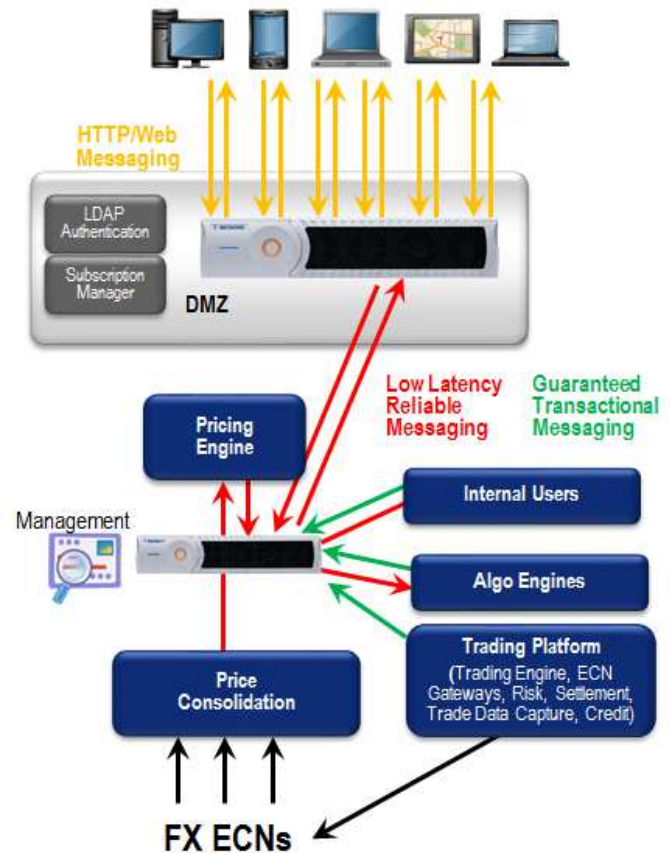 HTTP/Web
Messaging
LDAP
Authentication
Subscription
Manager
DMZ
Low Latency
Reliable
Messaging
Guaranteed
Transactional
Messaging
Pricing
Engine
Internal Users
Management
Algo Engines
Trading Platform
(Trading Engine, ECN
Gateways, Risk, Settlement,
Trade Data Capture, Credit)
Price
Consolidation
FX ECNs